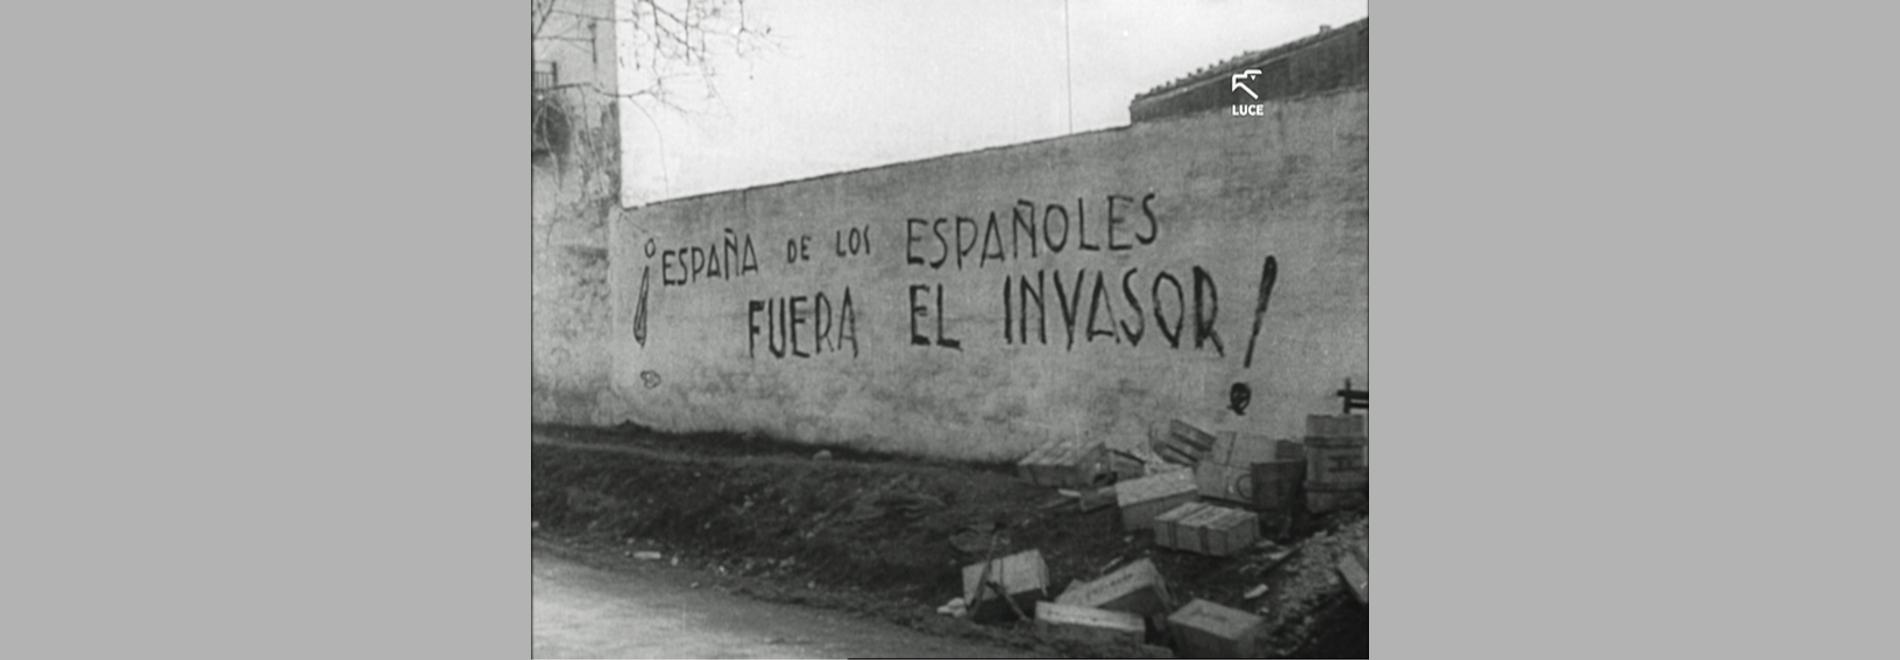 LUCE
¡ESPAÑA DE LOS ESPAÑOLES
FUERA EL INVASOR!